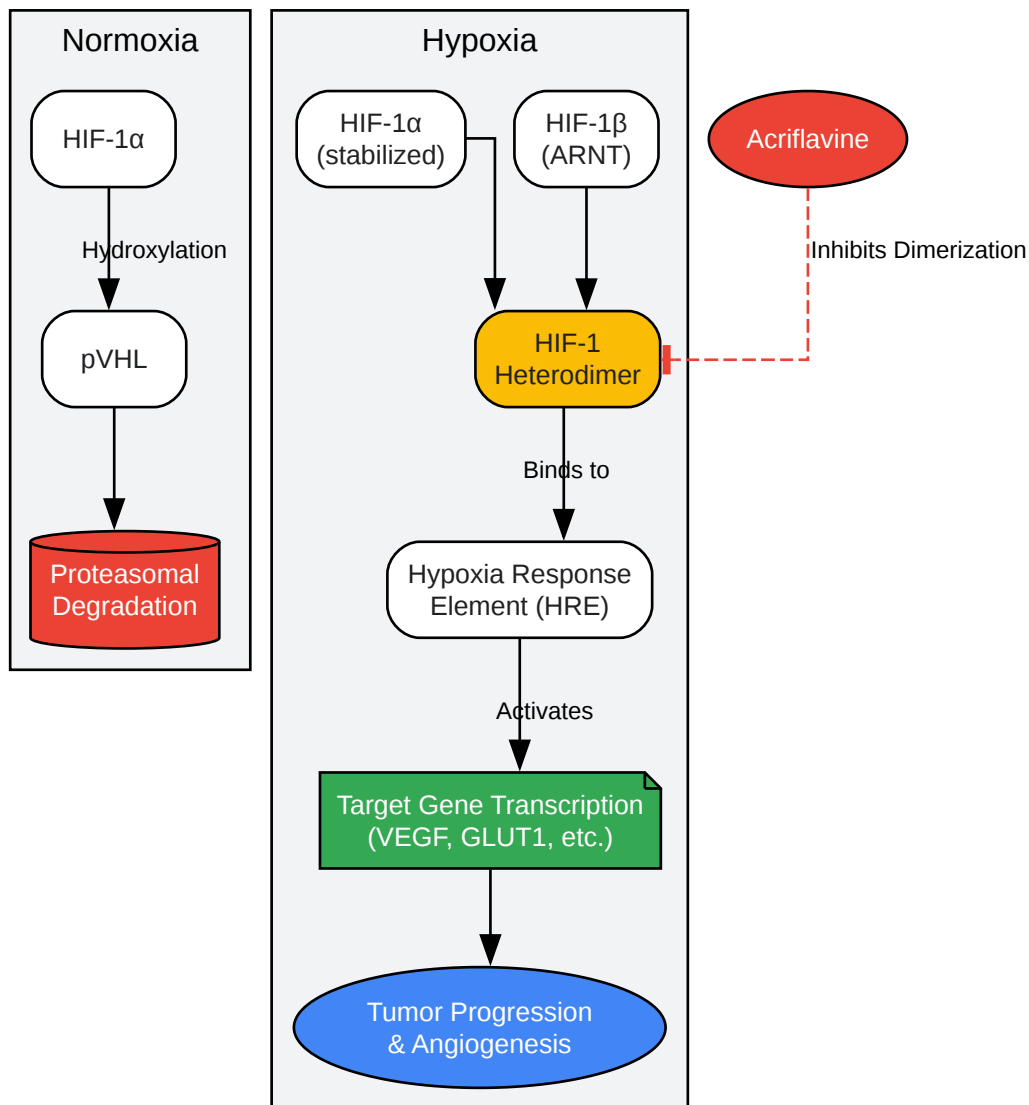 Normoxia
HIF-1α
Hydroxylation
pVHL
Proteasomal
Degradation
Hypoxia
HIF-1α
(stabilized)
HIF-1β
(ARNT)
HIF-1
Heterodimer
Binds to
Hypoxia Response
Element (HRE)
Activates
Target Gene Transcription
(VEGF, GLUT1, etc.)
Tumor Progression
& Angiogenesis
Acriflavine
Inhibits Dimerization